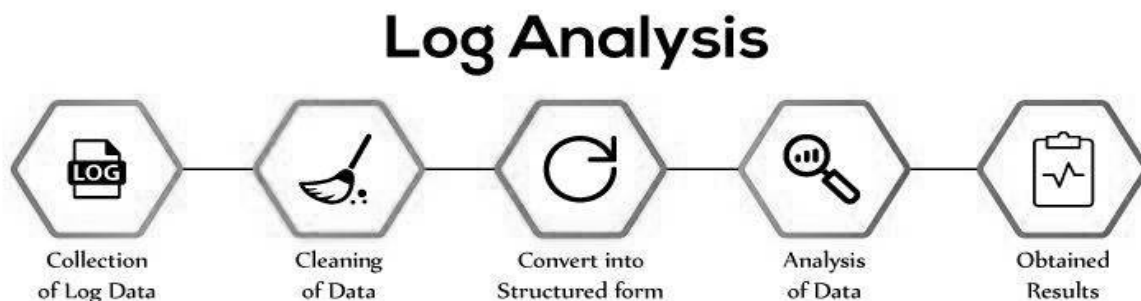 Log Analysis
LOG
Collection
of Log Data
Cleaning
of Data
Convert into
Structured form
Analysis
of Data
Obtained
Results